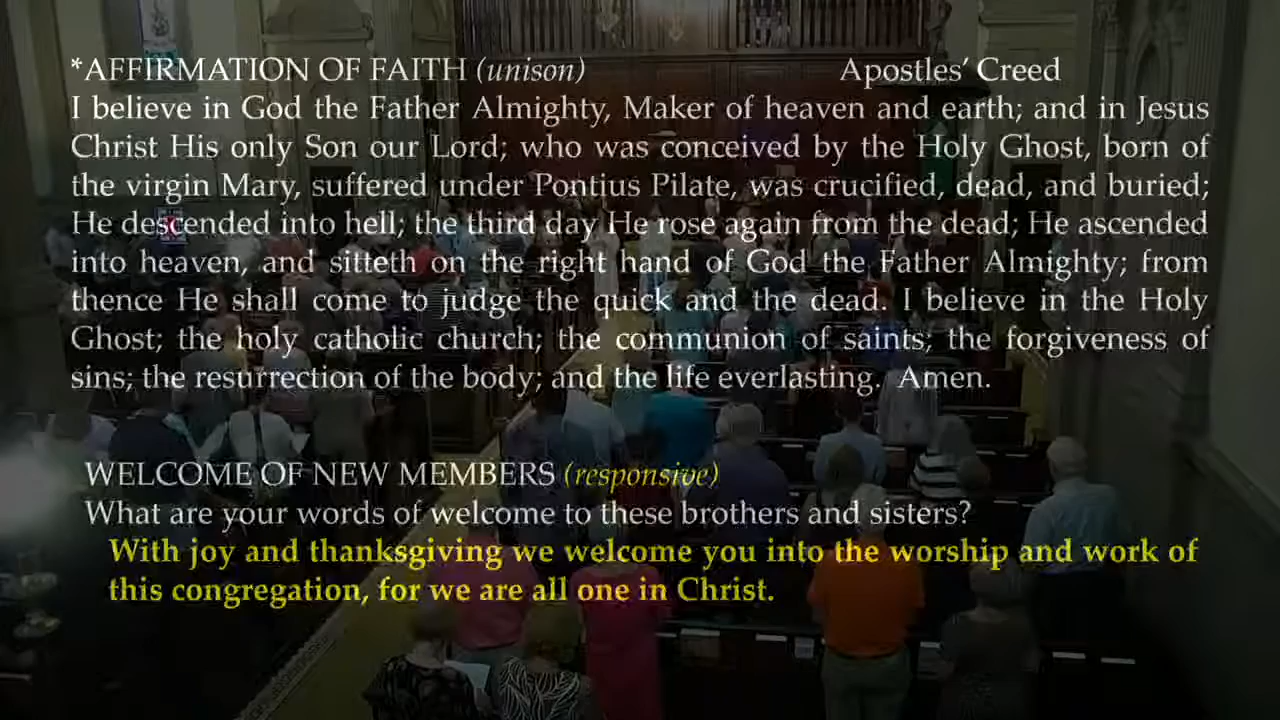 *AFFIRMATION OF FAITH (unison) Apostles' Creed
I believe in God the Father Almighty, Maker of heaven and earth; and in Jesus
Christ His only Son our Lord; who was conceived by the Holy Ghost, born of
the virgin Mary, suffered under Pontius Pilate, was crucified, dead, and buried;
He descended into hell; the third day He rose again from the dead; He ascended
into heaven, and sitteth on the right hand of God the Father Almighty; from
thence He shall come to judge the quick and the dead. I believe in the Holy
Ghost; the holy catholic church; the communion of saints; the forgiveness of
sins; the resurrection of the body; and the life everlasting. Amen.
WELCOME OF NEW MEMBERS (responsive)
What are your words of welcome to these brothers and sisters?
With joy and thanksgiving we welcome you into the worship and work of
this congregation, for we are all one in Christ.